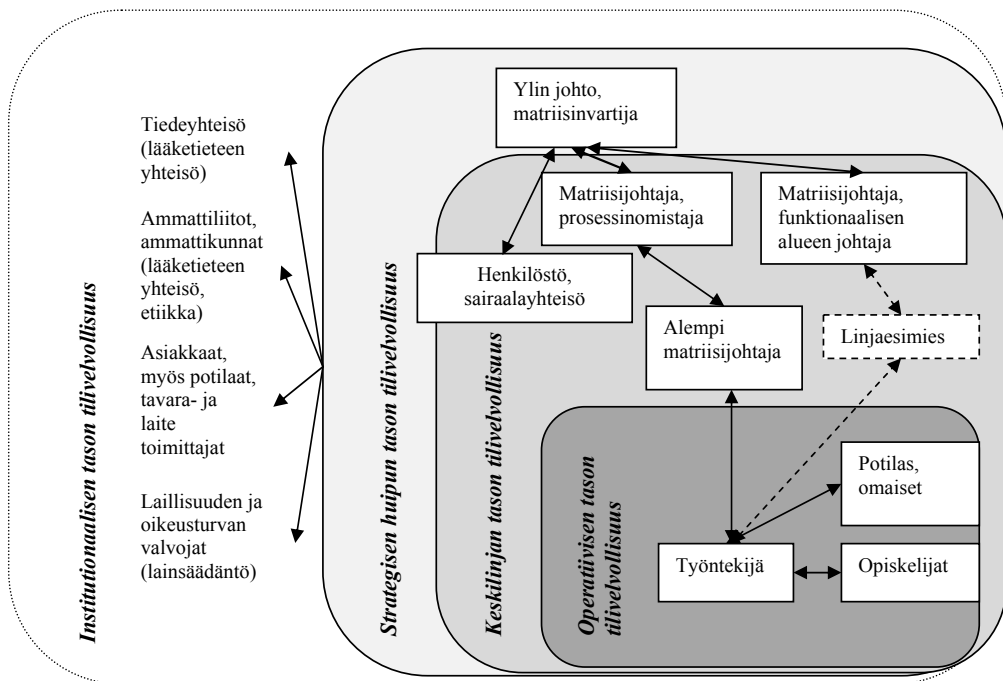 Institutionaalisen tason tilivelvollisuus
Tiedeyhteisö
(lääketieteen
yhteisö)
Ammattiliitot,
ammattikunnat
(lääketieteen
yhteisö,
etiikka)
Asiakkaat,
myös potilaat,
tavara- ja
laite
toimittajat
Laillisuuden ja
oikeusturvan
valvojat
(lainsäädäntö)
Strategisen huipun tason tilivelvollisuus
Ylin johto,
matriisinvartija
Keskilinjan tason tilivelvollisuus
Matriisijohtaja,
prosessinomistaja
Matriisijohtaja,
funktionaalisen
alueen johtaja
Henkilöstö,
sairaalayhteisö
Alempi
matriisijohtaja
Linjaesimies
Operatiivisen tason
tilivelvollisuus
Potilas,
omaiset
Työntekijä
Opiskelijat